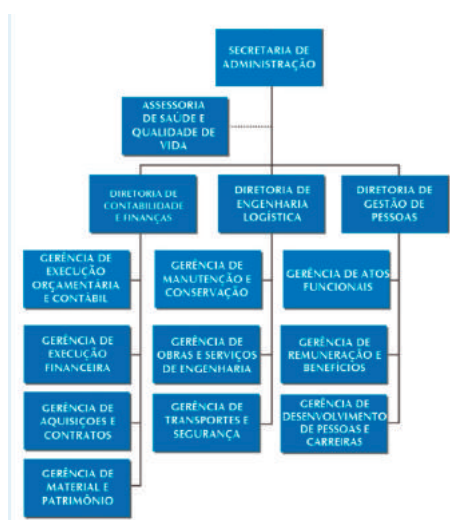 SECRETARIA DE
ADMINISTRAÇÃO
ASSESSORIA
DE SAÚDE E
QUALIDADE DE
VIDA
DIRETORIA DE
CONTABILIDADE
E FINANÇAS
DIRETORIA DE
ENGENHARIA
LOGÍSTICA
DIRETORIA DE
GESTÃO DE
PESSOAS
GERÊNCIA DE
EXECUÇÃO
ORÇAMENTÁRIA
E CONTÁBIL
GERÊNCIA DE
EXECUÇÃO
FINANCEIRA
GERÊNCIA DE
AQUISIÇOES E
CONTRATOS
GERÊNCIA DE
MATERIAL E
PATRIMÔNIO
GERÊNCIA DE
MANUTENÇÃO E
CONSERVAÇÃO
GERÊNCIA DE
OBRAS E SERVIÇOS
DE ENGENHARIA
GERÊNCIA DE
TRANSPORTES E
SEGURANÇA
GERÊNCIA DE ATOS
FUNCIONAIS
GERÊNCIA DE
REMUNERAÇÃO E
BENEFÍCIOS
GERÊNCIA DE
DESENVOLVIMENTO
DE PESSOAS E
CARREIRAS